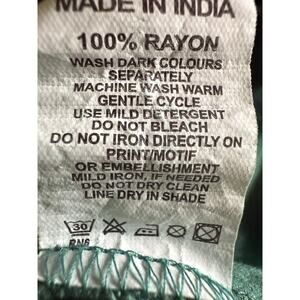 MADE IN INDIA
100% RAYON
WASH DARK COLOURS
SEPARATELY
MACHINE WASH WARM
GENTLE CYCLE
USE MILD DETERGENT
DO NOT BLEACH
DO NOT IRON DIRECTLY ON
PRINT/MOTIF
OR EMBELLISHMENT
MILD IRON, IF NEEDED
DO NOT DRY CLEAN
LINE DRY IN SHADE
30